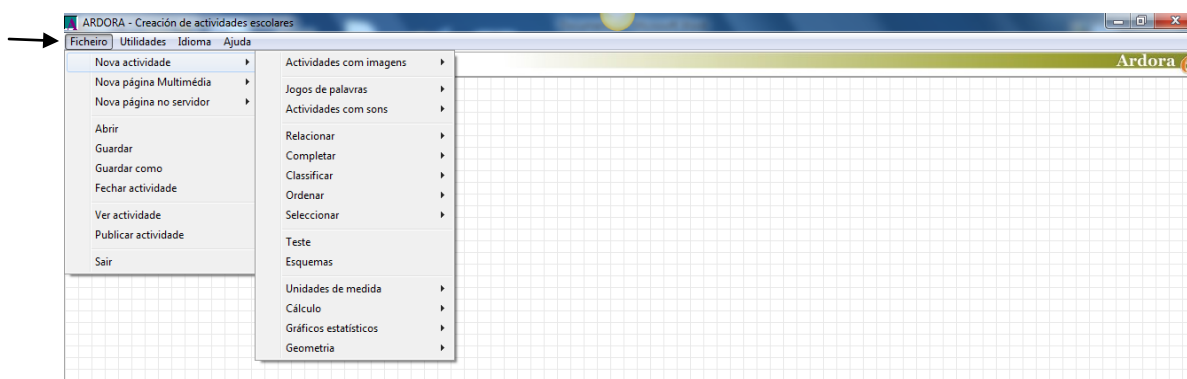 ARDORA - Creación de actividades escolares
Ficheiro Utilidades Idioma Ajuda
Ardora
Nova actividade
Nova página Multimédia
Nova página no servidor
Abrir
Guardar
Guardar como
Fechar actividade
Ver actividade
Publicar actividade
Sair
Actividades com imagens
Jogos de palavras
Actividades com sons
Relacionar
Completar
Classificar
Ordenar
Seleccionar
Teste
Esquemas
Unidades de medida
Cálculo
Gráficos estatísticos
Geometria